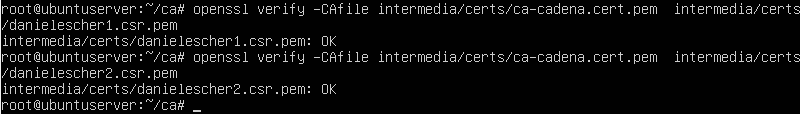 root@ubuntuserver:~/ca# openssl verify -CAfile intermedia/certs/ca-cadena.cert.pem  intermedia/certs
/danielescher1.csr.pem
intermedia/certs/danielescher1.csr.pem: OK
root@ubuntuserver:~/ca# openssl verify -CAfile intermedia/certs/ca-cadena.cert.pem  intermedia/certs
/danielescher2.csr.pem
intermedia/certs/danielescher2.csr.pem: OK
root@ubuntuserver:~/ca# _